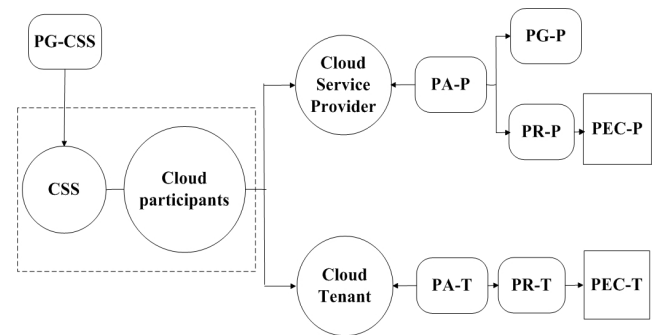 PG-CSS
CSS
Cloud
participants
Cloud
Service
Provider
PA-P
PG-P
PR-P
PEC-P
Cloud
Tenant
PA-T
PR-T
PEC-T